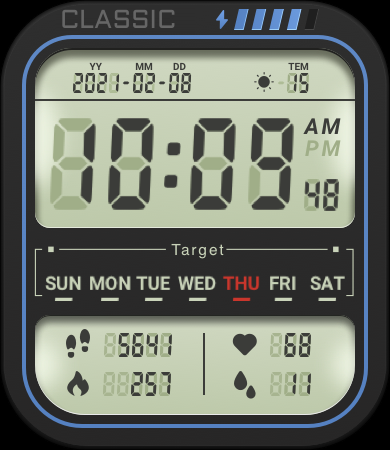 CLASSIC
YY MM DD TEM
2021-02-08 -15
10:09 AM
PM
48
Target
SUN MON TUE WED THU FRI SAT
5641 68
257 11